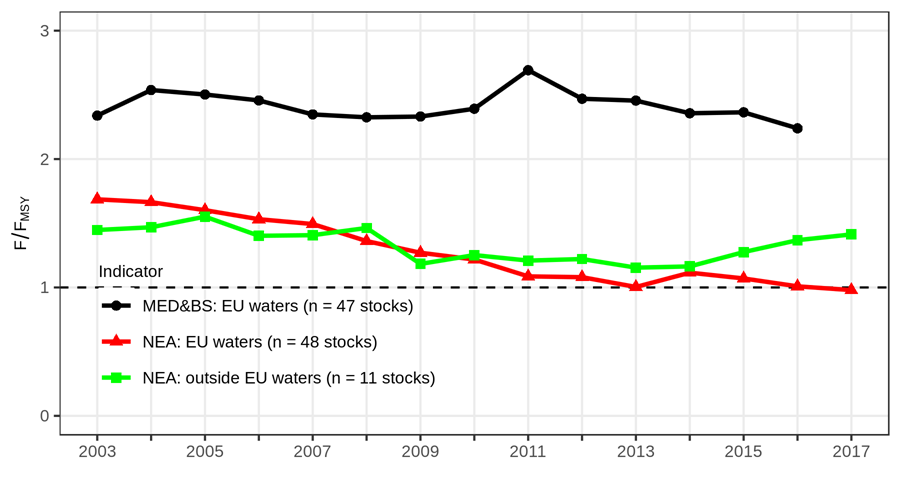 3
2
1
0
F/FMSY
Indicator
MED&BS: EU waters (n = 47 stocks)
NEA: EU waters (n = 48 stocks)
NEA: outside EU waters (n = 11 stocks)
2003 2005 2007 2009 2011 2013 2015 2017